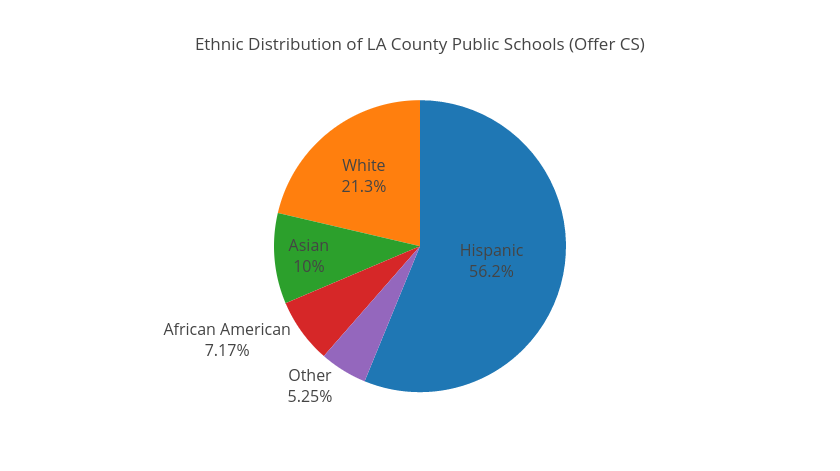 Ethnic Distribution of LA County Public Schools (Offer CS)
White
21.3%
Hispanic
56.2%
Asian
10%
African American
7.17%
Other
5.25%